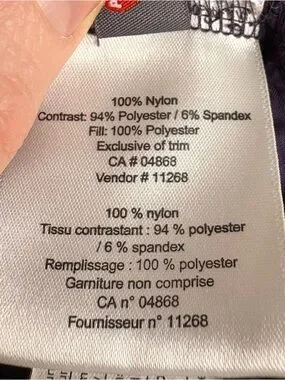 100% Nylon
Contrast: 94% Polyester / 6% Spandex
Fill: 100% Polyester
Exclusive of trim
CA # 04868
Vendor # 11268
100 % nylon
Tissu contrastant : 94 % polyester
/ 6 % spandex
Remplissage : 100 % polyester
Garniture non comprise
CA n° 04868
Fournisseur n° 11268